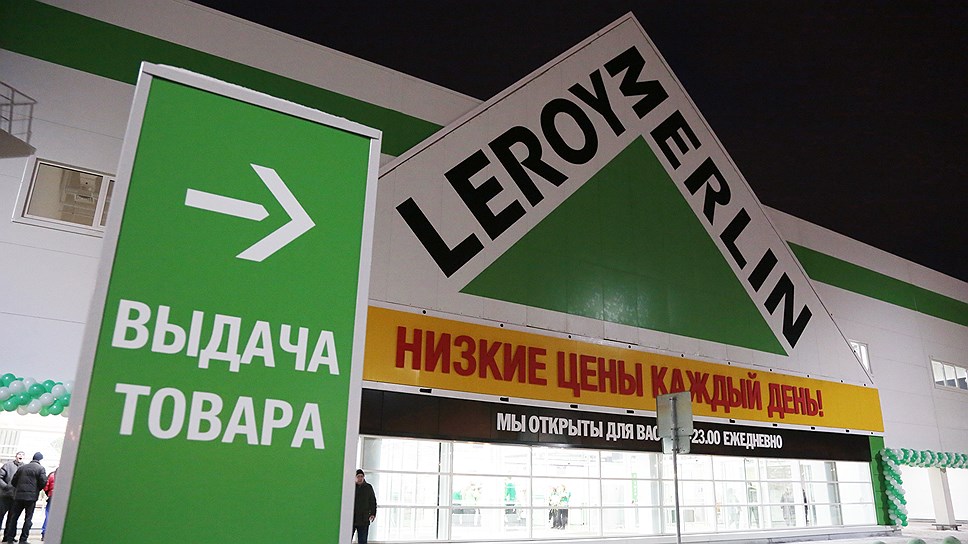 ВЫДАЧА
ТОВАРА
LEROY MERLIN
НИЗКИЕ ЦЕНЫ КАЖДЫЙ ДЕНЬ!
МЫ ОТКРЫТЫ ДЛЯ ВАС -23.00 ЕЖЕДНЕВНО